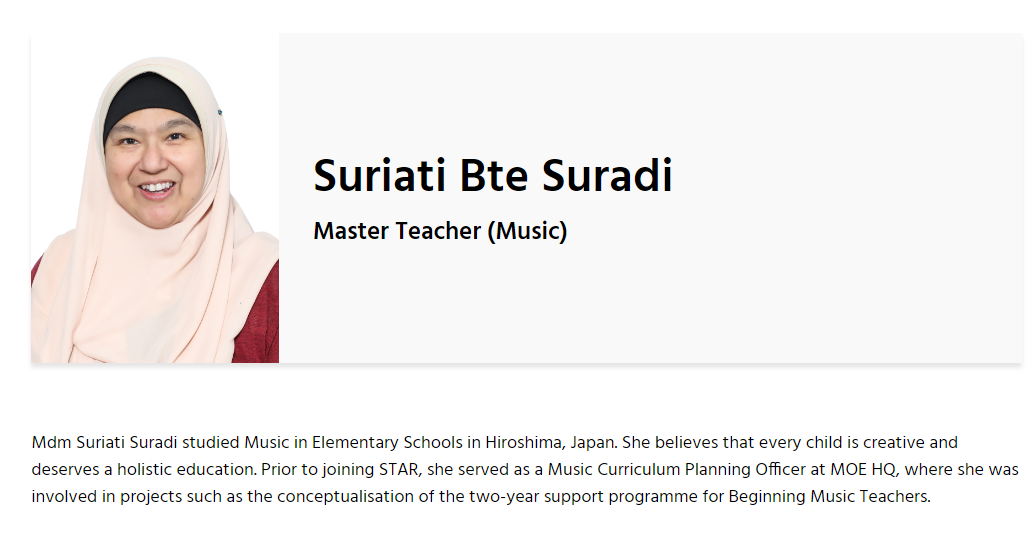 Suriati Bte Suradi
Master Teacher (Music)
Mdm Suriati Suradi studied Music in Elementary Schools in Hiroshima, Japan. She believes that every child is creative and
deserves a holistic education. Prior to joining STAR, she served as a Music Curriculum Planning Officer at MOE HQ, where she was
involved in projects such as the conceptualisation of the two-year support programme for Beginning Music Teachers.